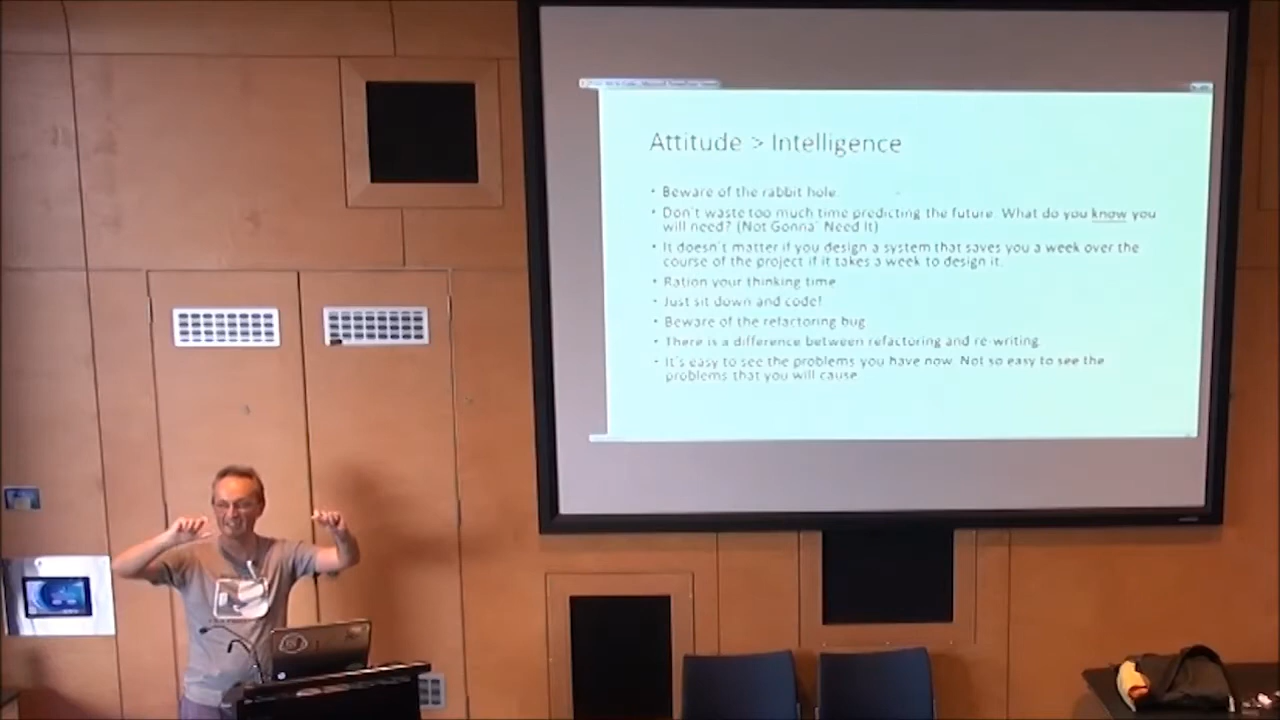 Attitude > Intelligence
• Beware of the rabbit hole.
• Don't waste too much time predicting the future. What do you know you
will need? (Not Gonna' Need It)
• It doesn't matter if you design a system that saves you a week over the
course of the project if it takes a week to design it.
• Ration your thinking time
• Just sit down and code!
• Beware of the refactoring bug
• There is a difference between refactoring and re-writing.
• It's easy to see the problems you have now. Not so easy to see the
problems that you will cause